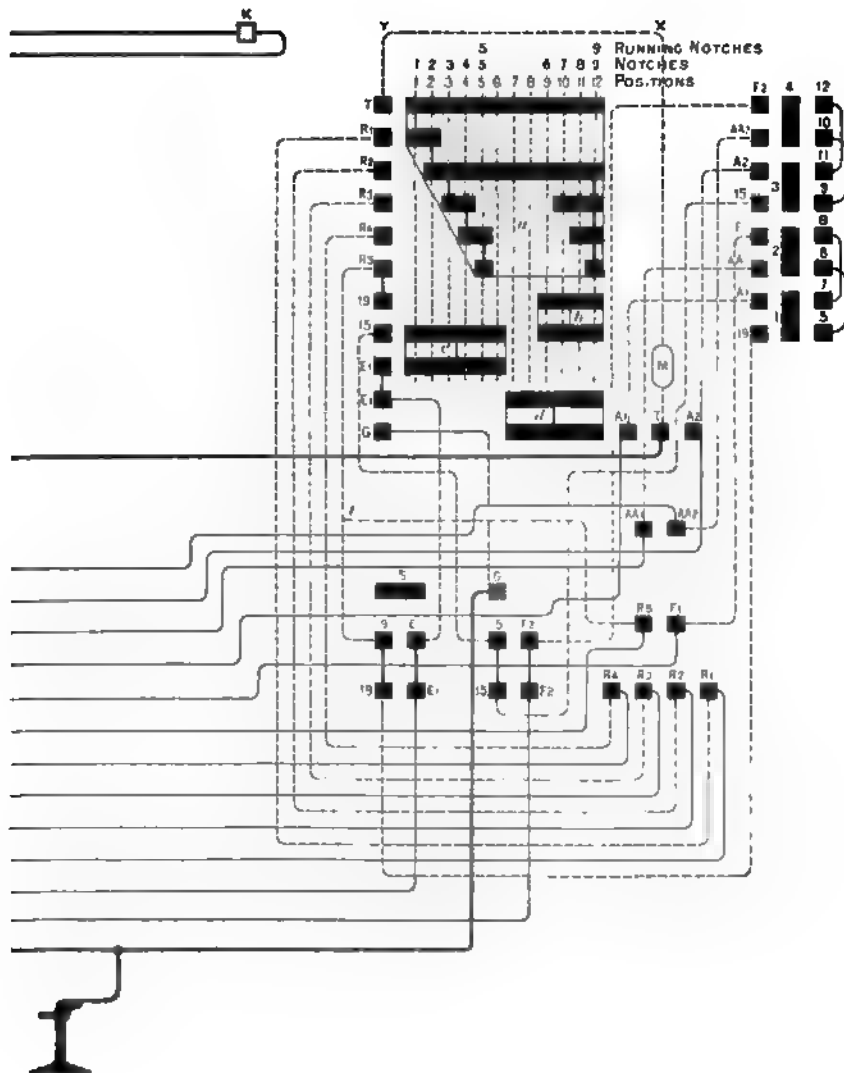 K
Y X
5 9 RUNNING NOTCHES
1 2 3 4 5 6 7 8 9 NOTCHES
1 2 3 4 5 6 7 8 9 10 11 12 POSITIONS
T F2 4 12
R1 AA2 10
R2 A2 11
R3 3 15 9
R4 F 8
2
R5 AA 6
19 A1 7
15 1 19 5
E1 M
E1
G A1 T A2
AA1 AA2
S G
R5 F1
9 E 5 F2
19 E1 15 F2
R4 R3 R2 R1